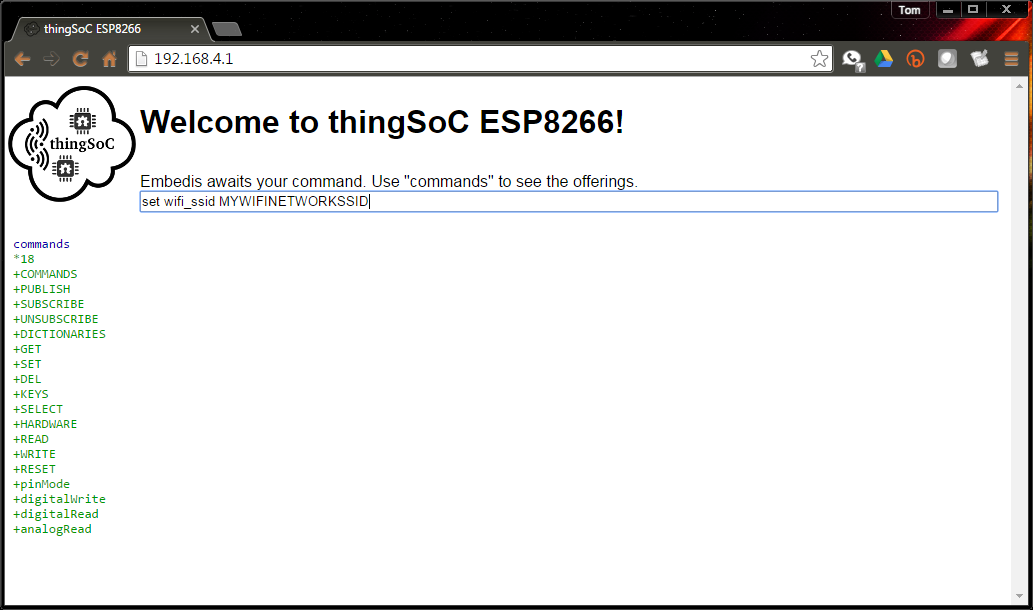 Tom
thingSoC ESP8266
192.168.4.1
thingSoC
Welcome to thingSoC ESP8266!
Embedis awaits your command. Use "commands" to see the offerings.
set wifi_ssid MYWIFINETWORKSSID
commands
*18
+COMMANDS
+PUBLISH
+SUBSCRIBE
+UNSUBSCRIBE
+DICTIONARIES
+GET
+SET
+DEL
+KEYS
+SELECT
+HARDWARE
+READ
+WRITE
+RESET
+pinMode
+digitalWrite
+digitalRead
+analogRead